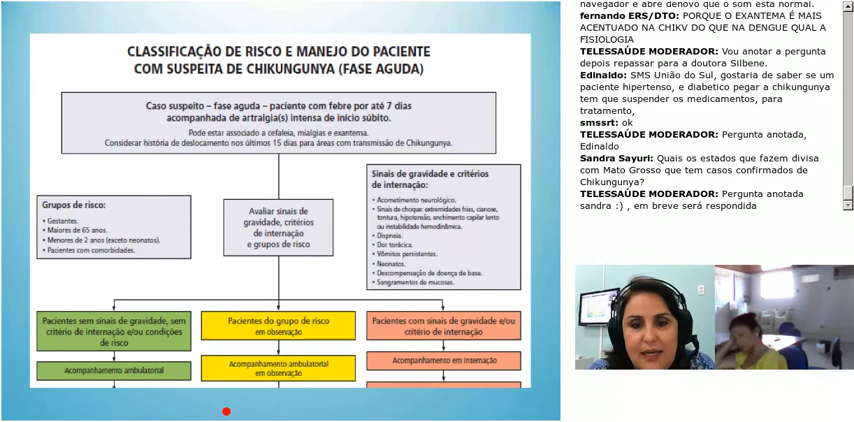 CLASSIFICAÇÃO DE RISCO E MANEJO DO PACIENTE
COM SUSPEITA DE CHIKUNGUNYA (FASE AGUDA)
Caso suspeito – fase aguda – paciente com febre por até 7 dias
acompanhada de artralgia(s) intensa de início súbito.
Pode estar associado a cefaleia, mialgias e exantema.
Considerar história de deslocamento nos últimos 15 dias para áreas com transmissão de Chikungunya.
Grupos de risco:
• Gestantes.
• Maiores de 65 anos.
• Menores de 2 anos (exceto neonatos).
• Pacientes com comorbidades.
Avaliar sinais de
gravidade, critérios
de internação
e grupos de risco
Sinais de gravidade e critérios
de internação:
• Acometimento neurológico.
• Sinais de choque: extremidades frias, cianose,
tontura, hipotensão, enchimento capilar lento
ou instabilidade hemodinâmica.
• Dispneia.
• Dor torácica.
• Vômitos persistentes.
• Neonatos.
• Descompensação de doença de base.
• Sangramentos de mucosas.
Pacientes sem sinais de gravidade, sem
critério de internação e/ou condições
de risco
Pacientes do grupo de risco
em observação
Pacientes com sinais de gravidade e/ou
critério de internação
Acompanhamento ambulatorial
Acompanhamento ambulatorial
em observação
Acompanhamento em internação
navegador e abre denovo que o som esta normal.
fernando ERS/DTO: PORQUE O EXANTEMA É MAIS
ACENTUADO NA CHIKV DO QUE NA DENGUE QUAL A
FISIOLOGIA
TELESSAÚDE MODERADOR: Vou anotar a pergunta
depois repassar para a doutora Silbene.
Edinaldo: SMS União do Sul, gostaria de saber se um
paciente hipertenso, e diabetico pegar a chikungunya
tem que suspender os medicamentos, para
tratamento,
smssrt: ok
TELESSAÚDE MODERADOR: Pergunta anotada,
Edinaldo
Sandra Sayuri: Quais os estados que fazem divisa
com Mato Grosso que tem casos confirmados de
Chikungunya?
TELESSAÚDE MODERADOR: Pergunta anotada
sandra :) , em breve será respondida